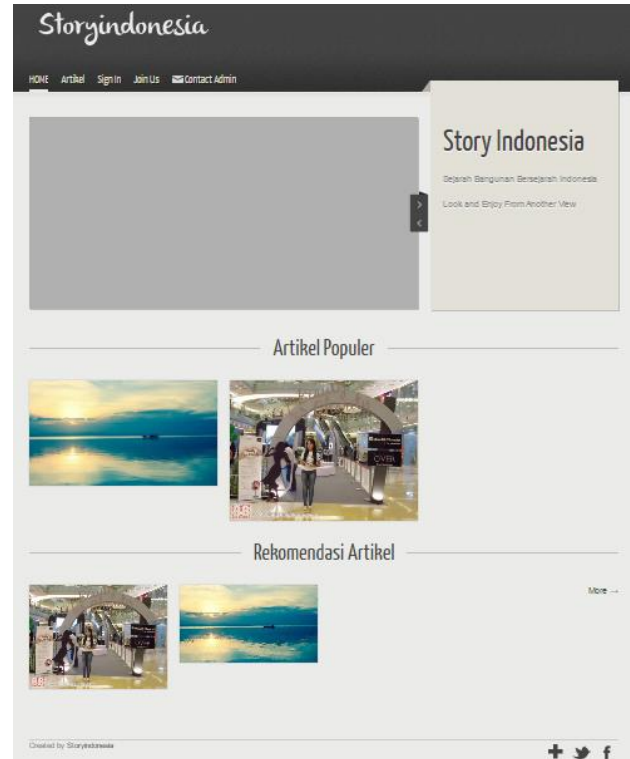 Storyindonesia
HOME Artikel Sign In Join Us Contact Admin
Story Indonesia
Sejarah Bangunan Bersejarah Indonesia
Look and Enjoy From Another View
Artikel Populer
OVER
Rekomendasi Artikel
More →
Created by Storyindonesia